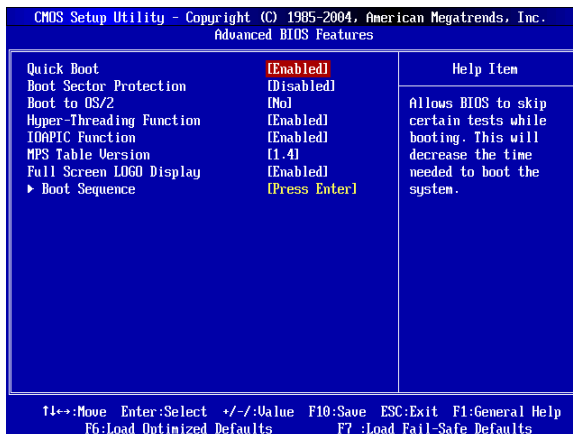 CMOS Setup Utility - Copyright (C) 1985-2004, American Megatrends, Inc.
Advanced BIOS Features
Quick Boot [Enabled]
Boot Sector Protection [Disabled]
Boot to OS/2 [No]
Hyper-Threading Function [Enabled]
IOAPIC Function [Enabled]
MPS Table Version [1.4]
Full Screen LOGO Display [Enabled]
▶ Boot Sequence [Press Enter]
Help Item
Allows BIOS to skip
certain tests while
booting. This will
decrease the time
needed to boot the
system.
↑↓↔:Move Enter:Select +/-/:Value F10:Save ESC:Exit F1:General Help
F6:Load Optimized Defaults F7 :Load Fail-Safe Defaults